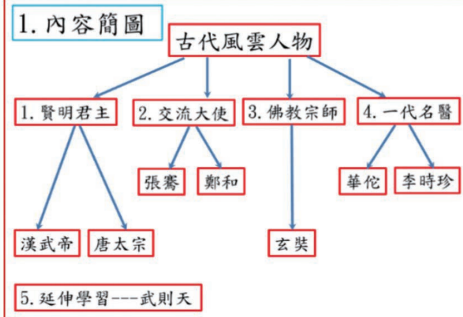 1.內容簡圖
古代風雲人物
1.賢明君主
2.交流大使
3.佛教宗師
4.一代名醫
張騫
鄭和
華佗
李時珍
漢武帝
唐太宗
玄奘
5.延伸學習---武則天